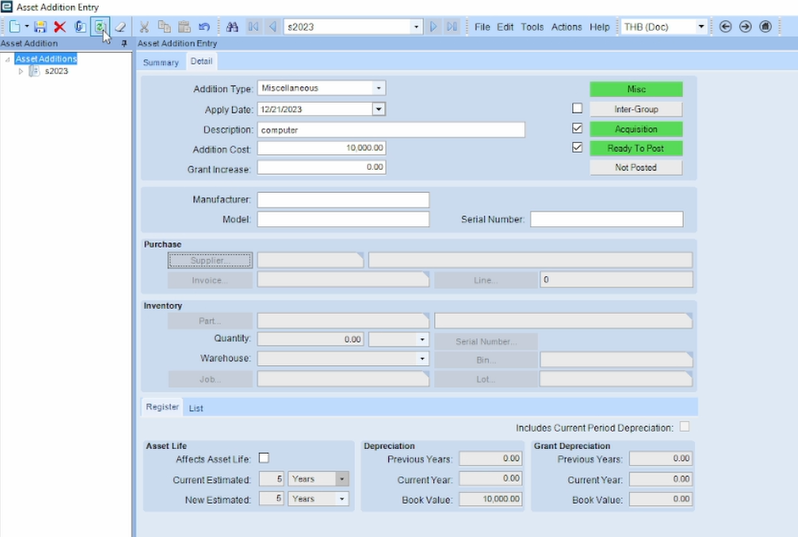 Asset Addition Entry
s2023 File Edit Tools Actions Help THB (Doc)
Asset Addition Asset Addition Entry
Asset Additions
s2023
Summary Detail
Addition Type: Miscellaneous Misc
Apply Date: 12/21/2023 Inter-Group
Description: computer Acquisition
Addition Cost: 10,000.00 Ready To Post
Grant Increase: 0.00 Not Posted
Manufacturer:
Model: Serial Number:
Purchase
Supplier...
Invoice... Line... 0
Inventory
Part...
Quantity: 0.00 Serial Number...
Warehouse: Bin...
Job... Lot...
Register List
Includes Current Period Depreciation:
Asset Life Depreciation Grant Depreciation
Affects Asset Life: Previous Years: 0.00 Previous Years: 0.00
Current Estimated: 5 Years Current Year: 0.00 Current Year: 0.00
New Estimated: 5 Years Book Value: 10,000.00 Book Value: 0.00